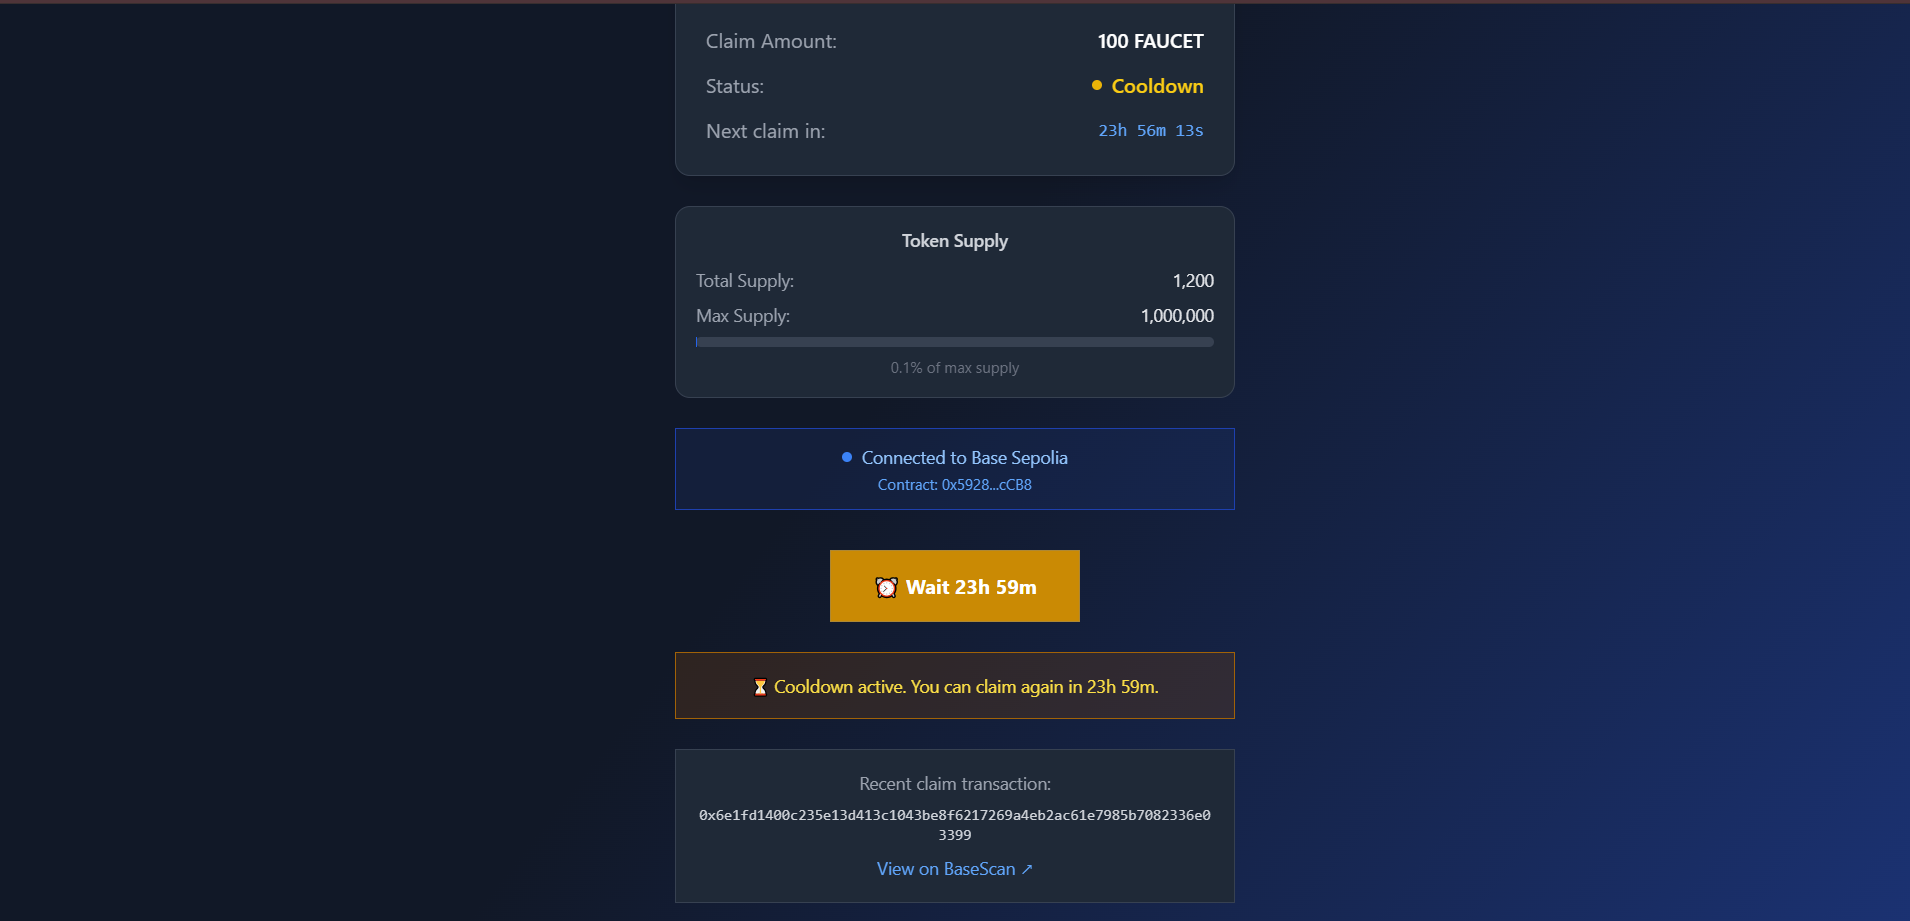 Claim Amount: 100 FAUCET
Status: Cooldown
Next claim in: 23h 56m 13s
Token Supply
Total Supply: 1,200
Max Supply: 1,000,000
0.1% of max supply
Connected to Base Sepolia
Contract: 0x5928...cCB8
⏰ Wait 23h 59m
⏳ Cooldown active. You can claim again in 23h 59m.
Recent claim transaction:
0x6e1fd1400c235e13d413c1043be8f6217269a4eb2ac61e7985b7082336e0
3399
View on BaseScan ↗